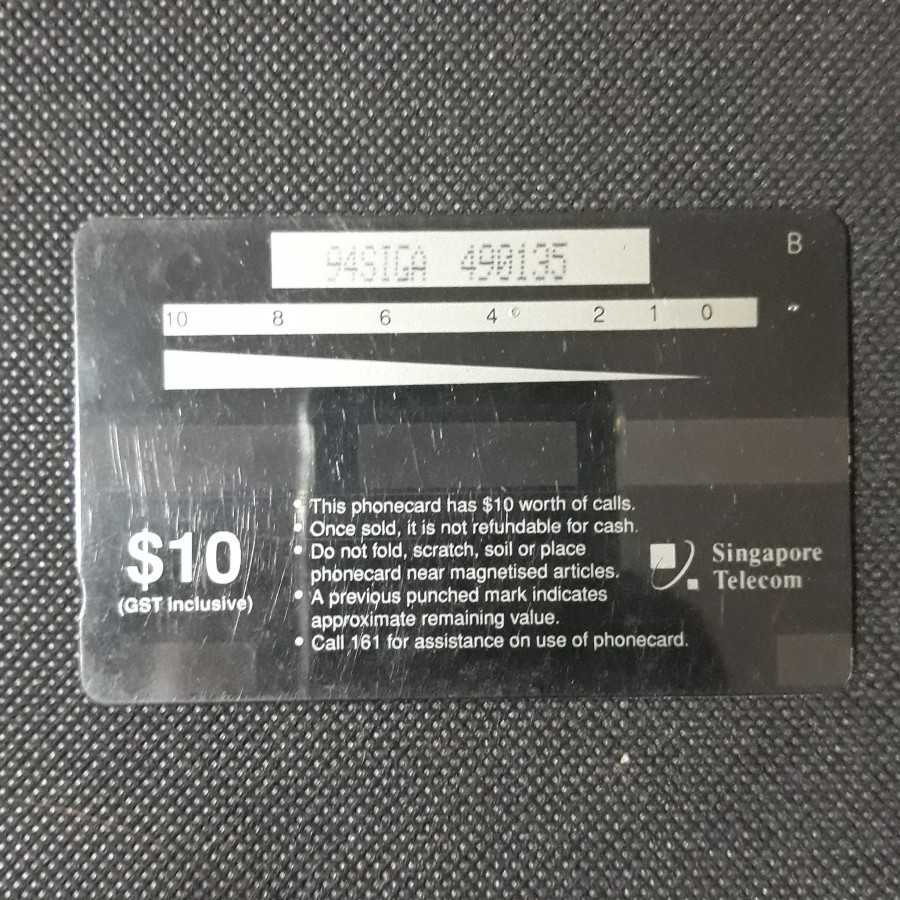 94SIGA 490135
B
10 8 6 4 2 1 0
• This phonecard has $10 worth of calls.
• Once sold, it is not refundable for cash.
• Do not fold, scratch, soil or place
phonecard near magnetised articles.
• A previous punched mark indicates
approximate remaining value.
• Call 161 for assistance on use of phonecard.
$10
(GST Inclusive)
Singapore
Telecom